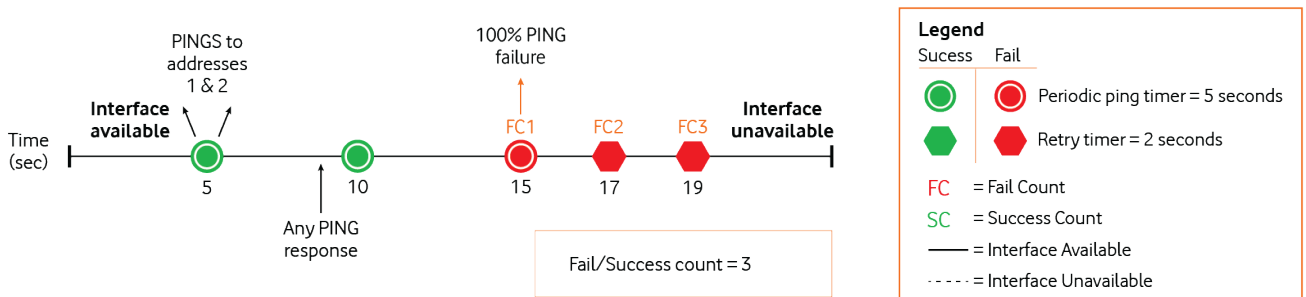 PINGS to
addresses
1 & 2
100% PING
failure
Interface
available
Interface
unavailable
FC1
FC2
FC3
Time
(sec)
5
10
15
17
19
Any PING
response
Fail/Success count = 3
Legend
Sucess Fail
Periodic ping timer = 5 seconds
Retry timer = 2 seconds
FC = Fail Count
SC = Success Count
= Interface Available
= Interface Unavailable